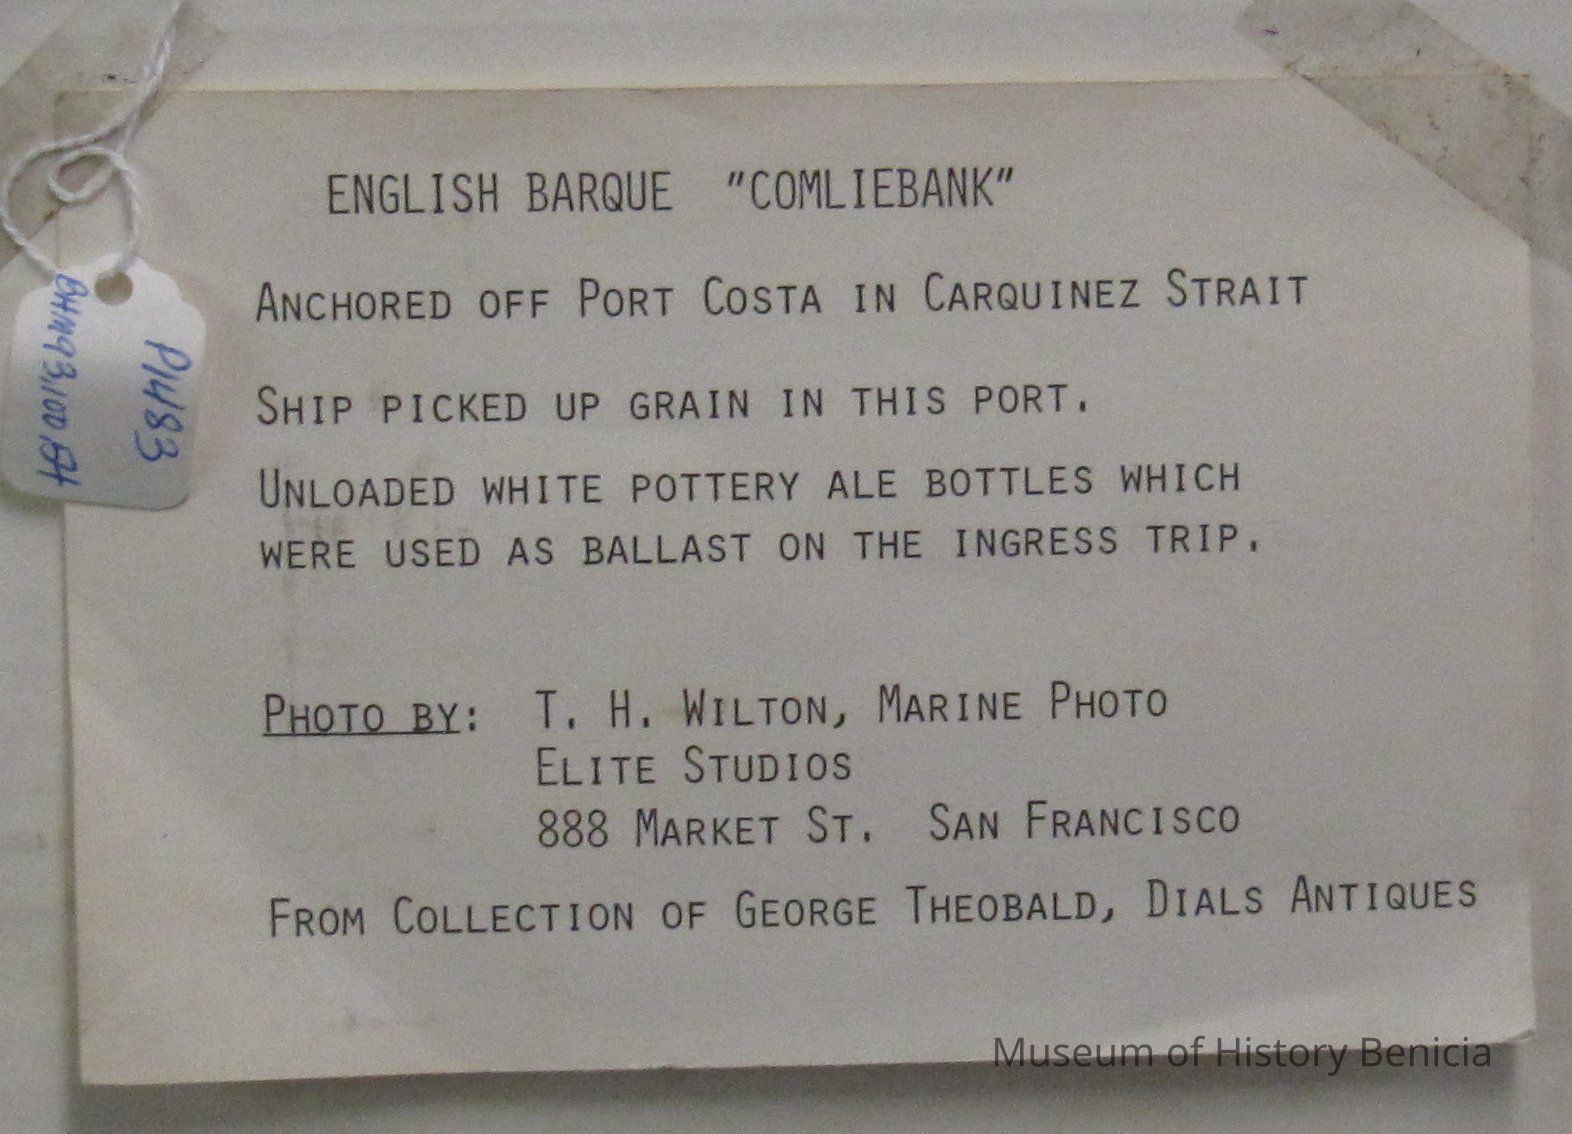 ENGLISH BARQUE "COMLIEBANK"
ANCHORED OFF PORT COSTA IN CARQUINEZ STRAIT
SHIP PICKED UP GRAIN IN THIS PORT.
UNLOADED WHITE POTTERY ALE BOTTLES WHICH
WERE USED AS BALLAST ON THE INGRESS TRIP.
PHOTO BY: T. H. WILTON, MARINE PHOTO
ELITE STUDIOS
888 MARKET ST. SAN FRANCISCO
FROM COLLECTION OF GEORGE THEOBALD, DIALS ANTIQUES
P1483
Museum of History Benicia